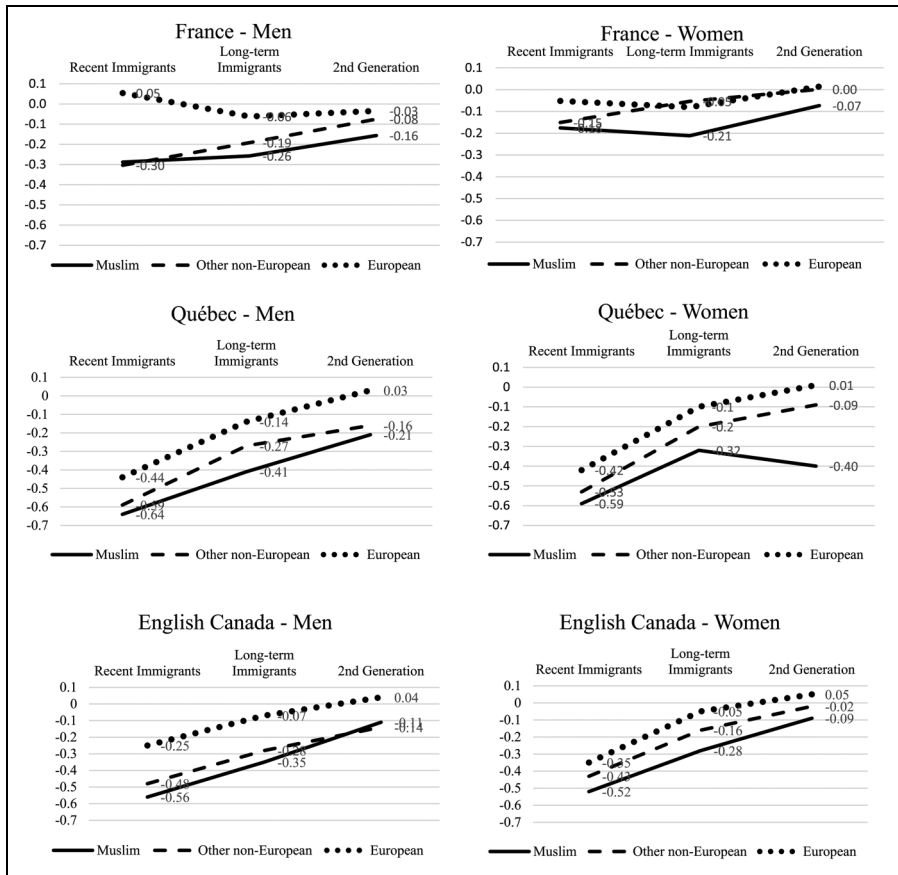 France - Men
Recent Immigrants
Long-term
Immigrants
2nd Generation
0.1
0.0
-0.1
-0.2
-0.3
-0.4
-0.5
-0.6
-0.7
0.05
-0.06
-0.03
-0.08
-0.19
-0.16
-0.26
-0.30
Muslim
Other non-European
European
France - Women
Recent Immigrants
Long-term Immigrants
2nd Generation
0.1
0.0
-0.1
-0.2
-0.3
-0.4
-0.5
-0.6
-0.7
-0.05
0.00
-0.07
-0.15
-0.21
Muslim
Other non-European
European
Québec - Men
Recent Immigrants
Long-term
Immigrants
2nd Generation
0.1
0
-0.1
-0.2
-0.3
-0.4
-0.5
-0.6
-0.7
0.03
-0.14
-0.16
-0.21
-0.27
-0.41
-0.44
-0.59
-0.64
Muslim
Other non-European
European
Québec - Women
Recent Immigrants
Long-term
Immigrants
2nd Generation
0.1
0
-0.1
-0.2
-0.3
-0.4
-0.5
-0.6
-0.7
0.01
-0.1
-0.09
-0.2
-0.32
-0.40
-0.42
-0.53
-0.59
Muslim
Other non-European
European
English Canada - Men
Recent Immigrants
Long-term
Immigrants
2nd Generation
0.1
0
-0.1
-0.2
-0.3
-0.4
-0.5
-0.6
-0.7
0.04
-0.07
-0.11
-0.14
-0.25
-0.28
-0.35
-0.48
-0.56
Muslim
Other non-European
European
English Canada - Women
Recent Immigrants
Long-term
Immigrants
2nd Generation
0.1
0
-0.1
-0.2
-0.3
-0.4
-0.5
-0.6
-0.7
0.05
-0.05
-0.02
-0.09
-0.16
-0.28
-0.35
-0.43
-0.52
Muslim
Other non-European
European